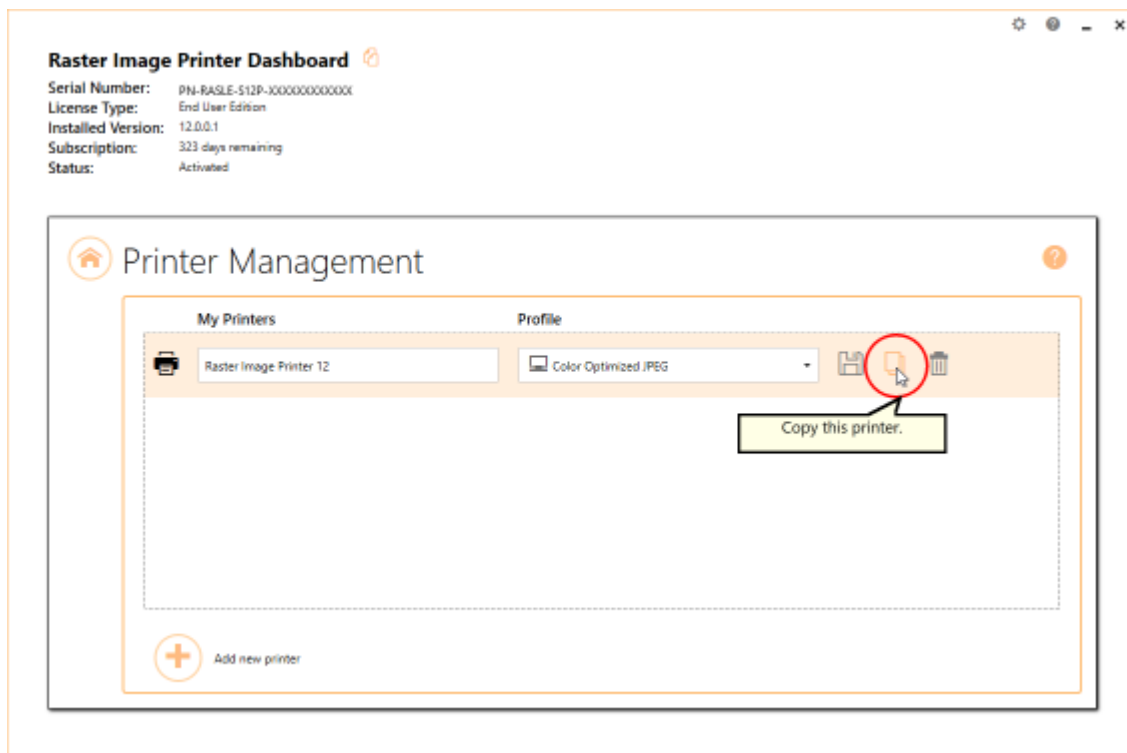 Raster Image Printer Dashboard
Serial Number: PN-RASLE-S12P-XXXXXXXXXXXX
License Type: End User Edition
Installed Version: 12.0.0.1
Subscription: 323 days remaining
Status: Activated
Printer Management
My Printers Profile
Raster Image Printer 12 Color Optimized JPEG
Copy this printer.
Add new printer